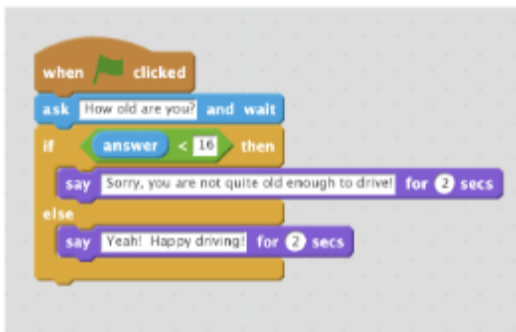 when clicked
ask How old are you? and wait
if answer < 16 then
say Sorry, you are not quite old enough to drive! for 2 secs
else
say Yeah! Happy driving! for 2 secs